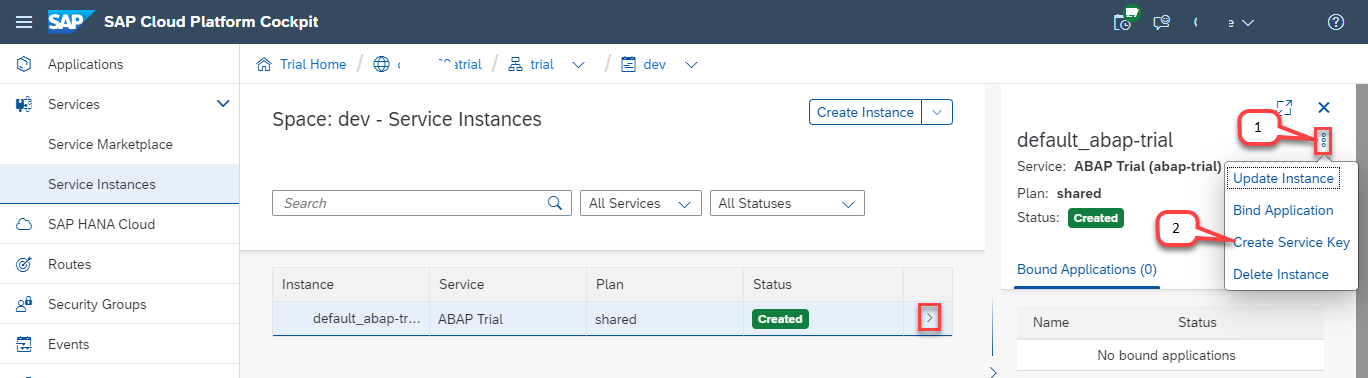 SAP SAP Cloud Platform Cockpit
Applications
Services
Service Marketplace
Service Instances
SAP HANA Cloud
Routes
Security Groups
Events
Trial Home / trial / dev
Space: dev - Service Instances
Create Instance
Search
All Services
All Statuses
Instance Service Plan Status
default_abap-tr... ABAP Trial shared Created
1
default_abap-trial
Service: ABAP Trial (abap-trial)
Plan: shared
Status: Created
Update Instance
Bind Application
2
Create Service Key
Delete Instance
Bound Applications (0)
Name Status
No bound applications